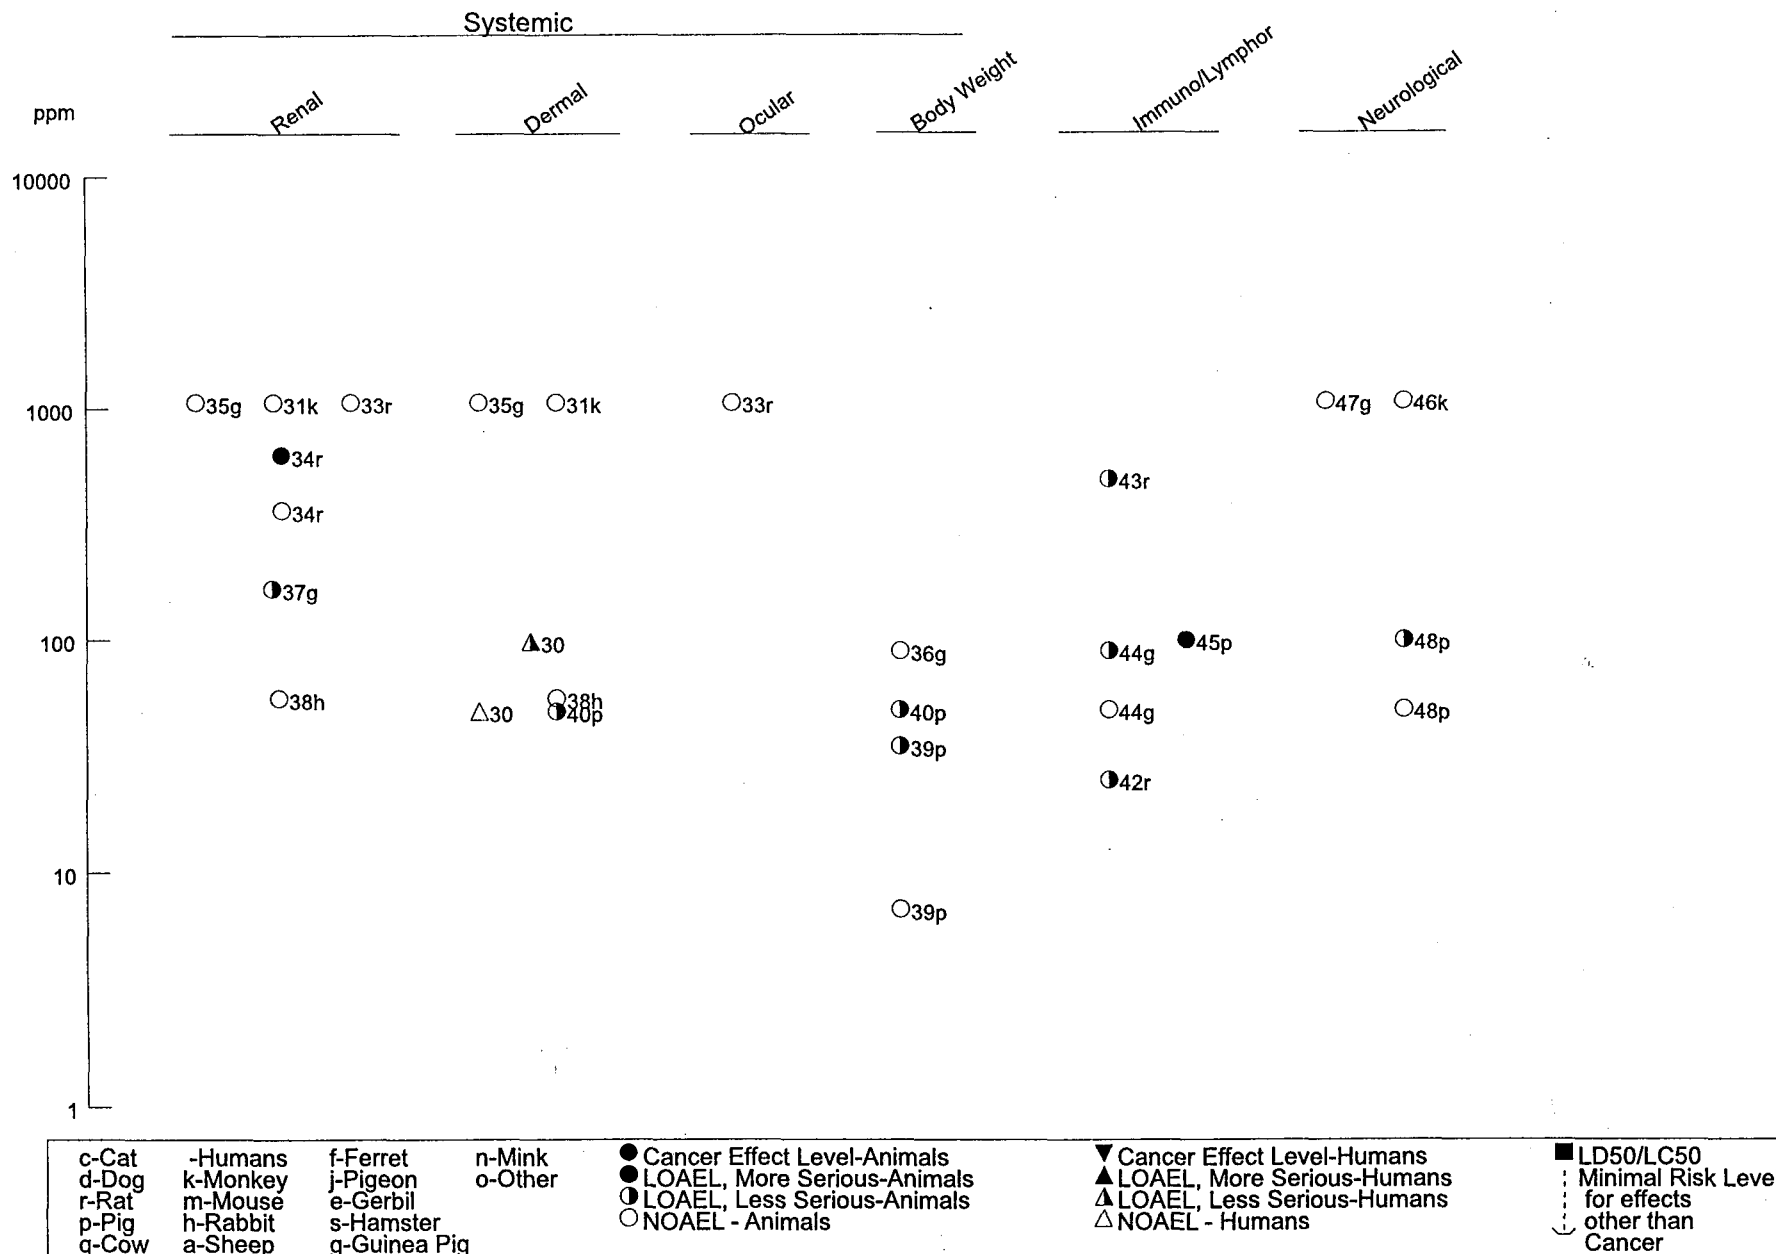 Systemic
ppm
Renal
Dermal
Ocular
Body Weight
Immuno/Lymphor
Neurological
10000
1000
100
10
1
35g 31k 33r 35g 31k 33r 47g 46k
34r
43r
34r
37g
30 36g 44g 45p 48p
38h 30 38h 40p 40p 44g 48p
39p
42r
39p
c-Cat -Humans f-Ferret n-Mink Cancer Effect Level-Animals Cancer Effect Level-Humans LD50/LC50
d-Dog k-Monkey j-Pigeon o-Other LOAEL, More Serious-Animals LOAEL, More Serious-Humans Minimal Risk Leve
r-Rat m-Mouse e-Gerbil LOAEL, Less Serious-Animals LOAEL, Less Serious-Humans for effects
p-Pig h-Rabbit s-Hamster NOAEL - Animals NOAEL - Humans other than
q-Cow a-Sheep g-Guinea Pig Cancer